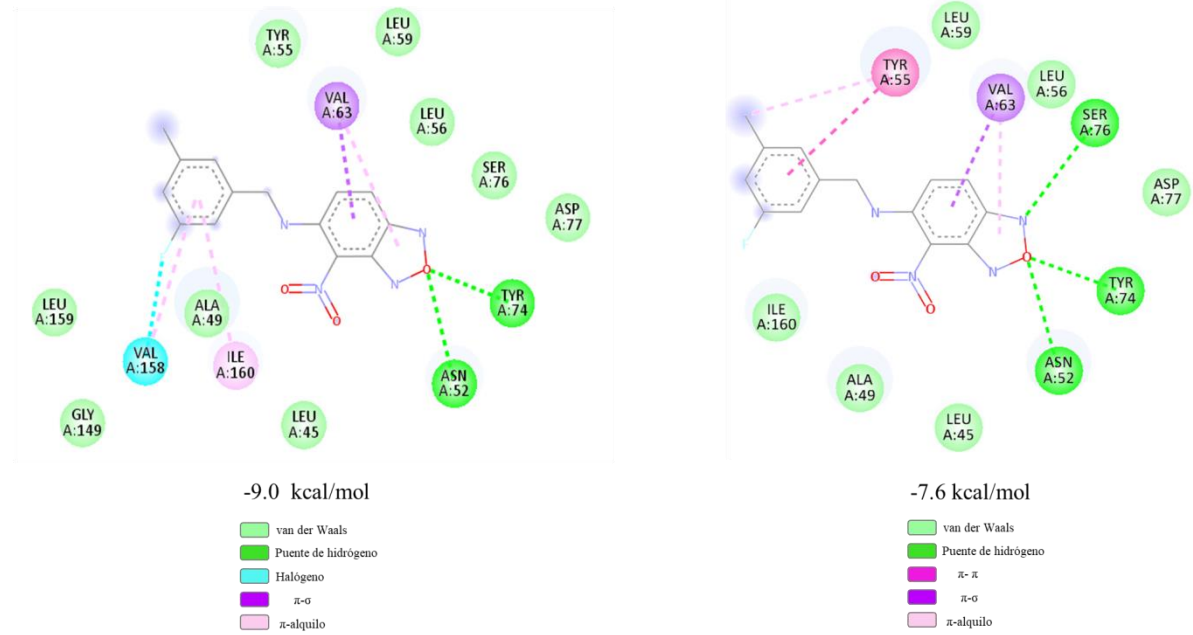 TYR
A:55
LEU
A:59
VAL
A:63
LEU
A:56
SER
A:76
ASP
A:77
N
N
N
O
N
O
O
F
TYR
A:74
LEU
A:159
ALA
A:49
VAL
A:158
ILE
A:160
ASN
A:52
GLY
A:149
LEU
A:45
-9.0 kcal/mol
van der Waals
Puente de hidrógeno
Halógeno
π-σ
π-alquilo
LEU
A:59
TYR
A:55
LEU
A:56
VAL
A:63
SER
A:76
ASP
A:77
N
N
F
O
N
O
N
O
TYR
A:74
ILE
A:160
ASN
A:52
ALA
A:49
LEU
A:45
-7.6 kcal/mol
van der Waals
Puente de hidrógeno
π- π
π-σ
π-alquilo